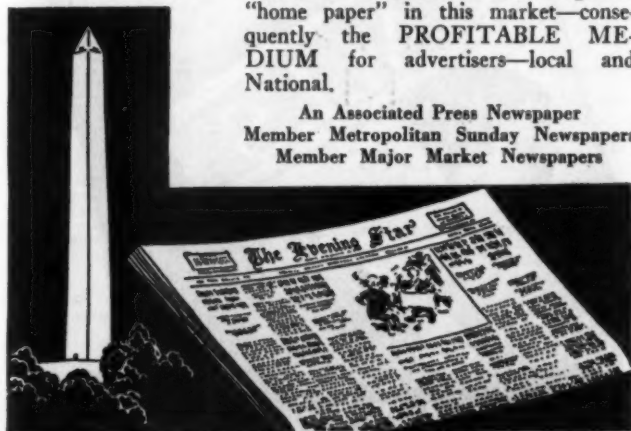 "home paper" in this market—conse-
quently the PROFITABLE ME-
DIUM for advertisers—local and
National.
An Associated Press Newspaper
Member Metropolitan Sunday Newspapers
Member Major Market Newspapers
The Evening Star